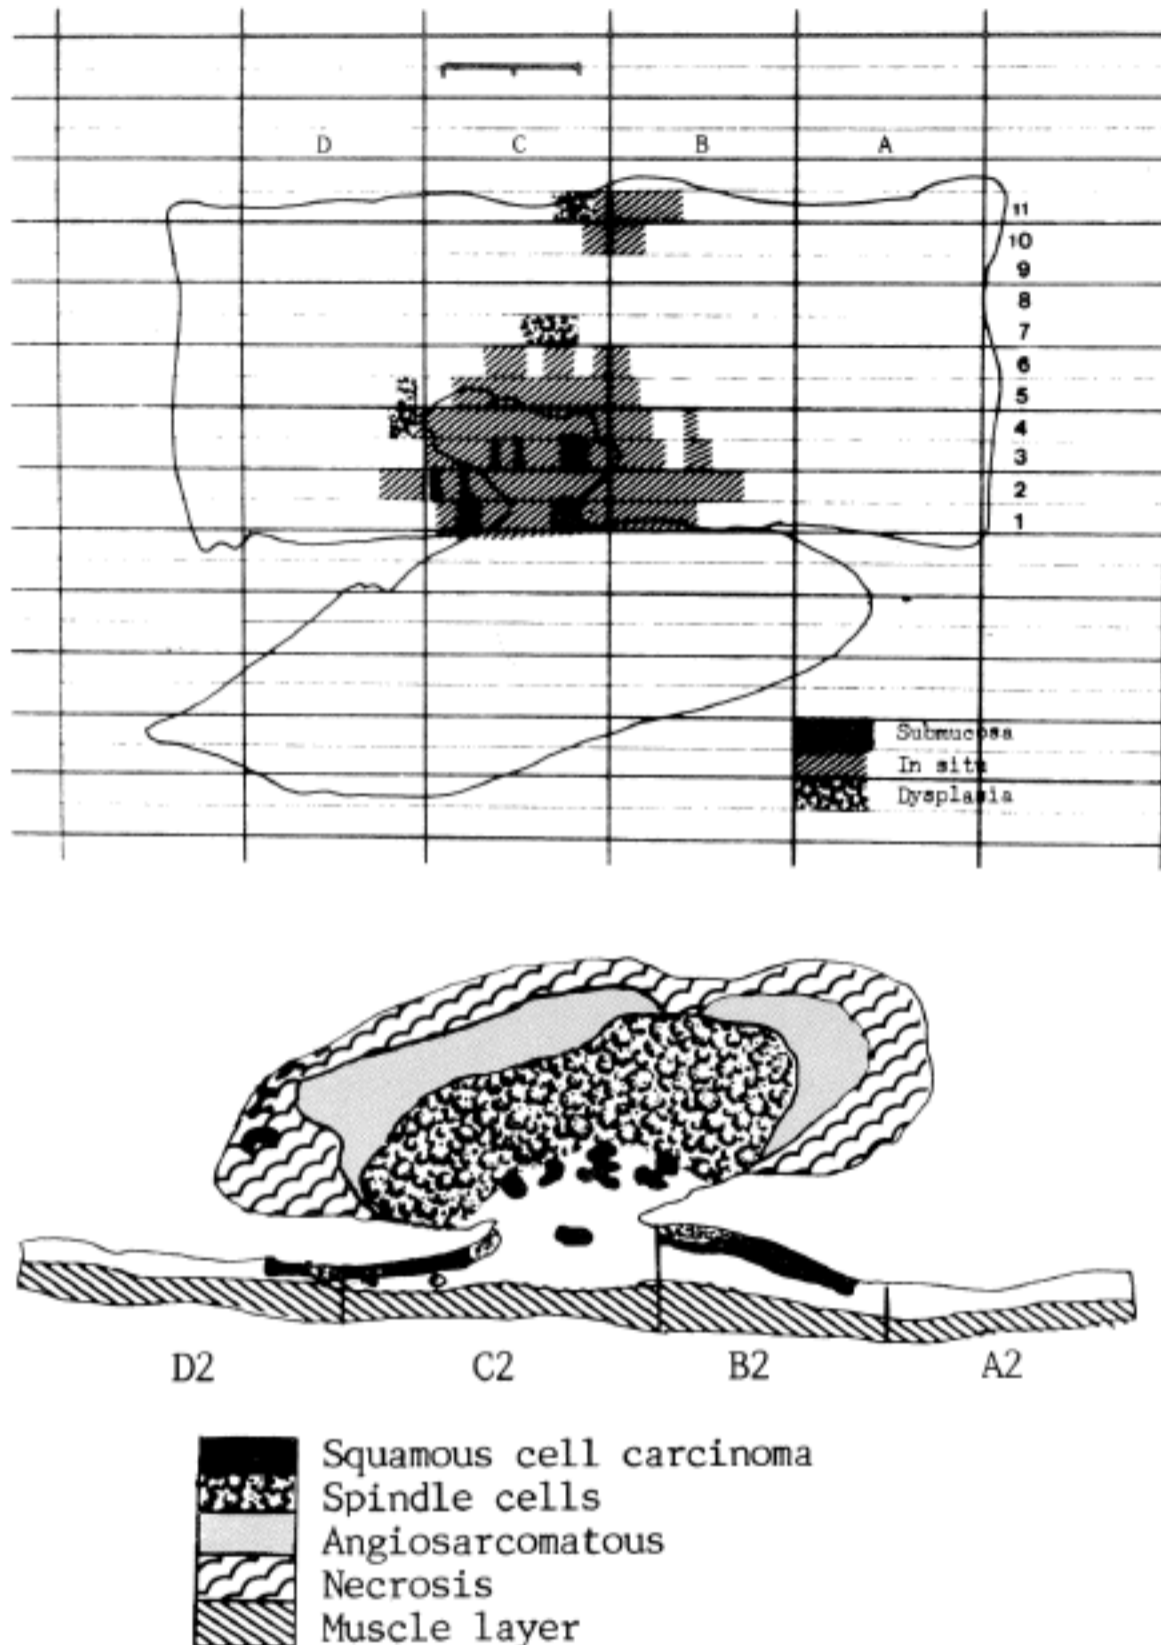 D C B A
11
10
9
8
7
6
5
4
3
2
1
Submucosa
In situ
Dysplasia
D2 C2 B2 A2
Squamous cell carcinoma
Spindle cells
Angiosarcomatous
Necrosis
Muscle layer